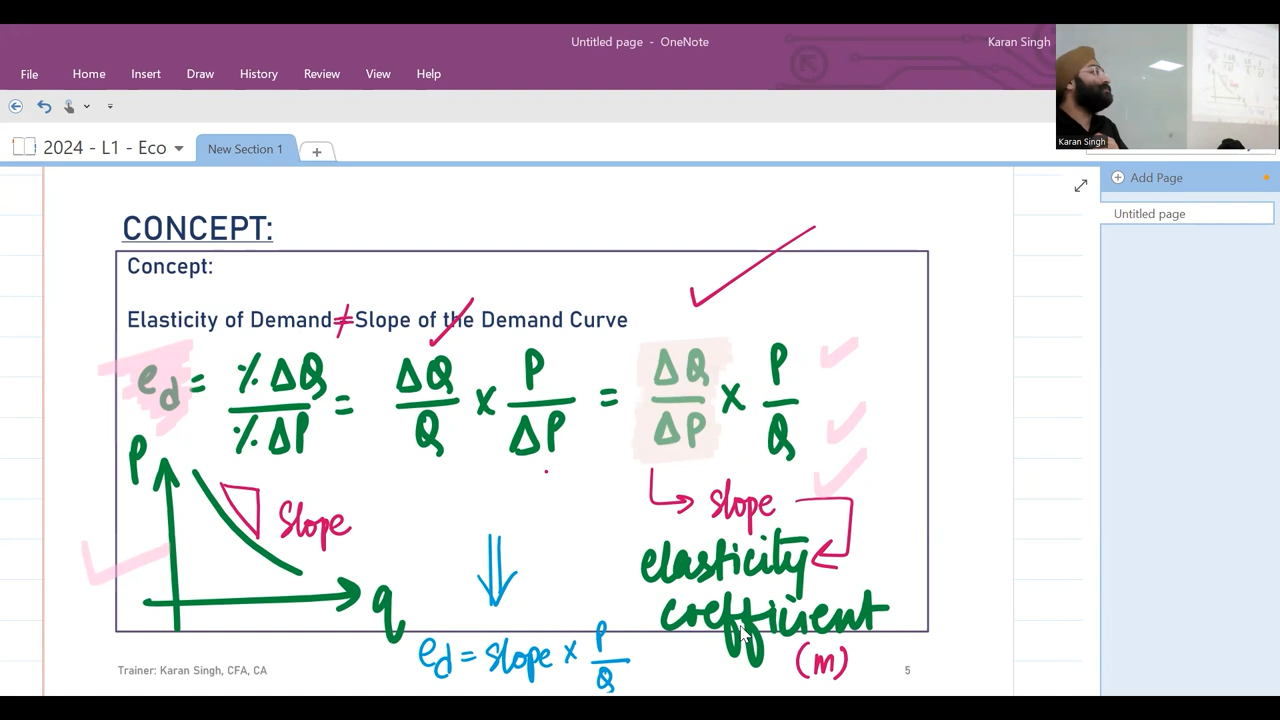 Untitled page - OneNote
Karan Singh
File Home Insert Draw History Review View Help
Karan Singh
2024 - L1 - Eco
New Section 1
Add Page
Untitled page
CONCEPT:
Concept:
Elasticity of Demand ≠ Slope of the Demand Curve
ed = % ΔQ / % ΔP = ΔQ / Q × P / ΔP = ΔQ / ΔP × P / Q
P
Slope
slope
elasticity
coefficient
q
(m)
ed = slope × P / Q
Trainer: Karan Singh, CFA, CA
5